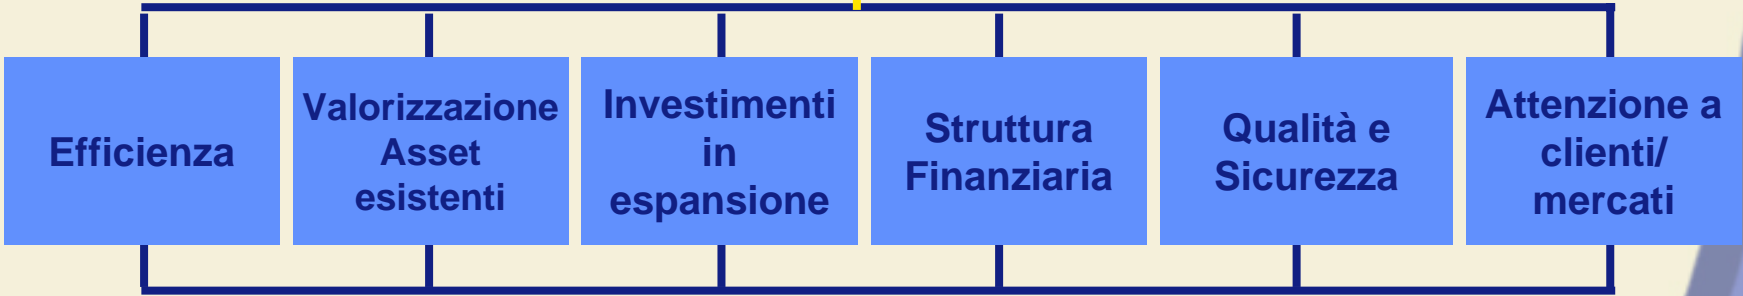 Efficienza
Valorizzazione
Asset
esistenti
Investimenti
in
espansione
Struttura
Finanziaria
Qualità e
Sicurezza
Attenzione a
clienti/
mercati